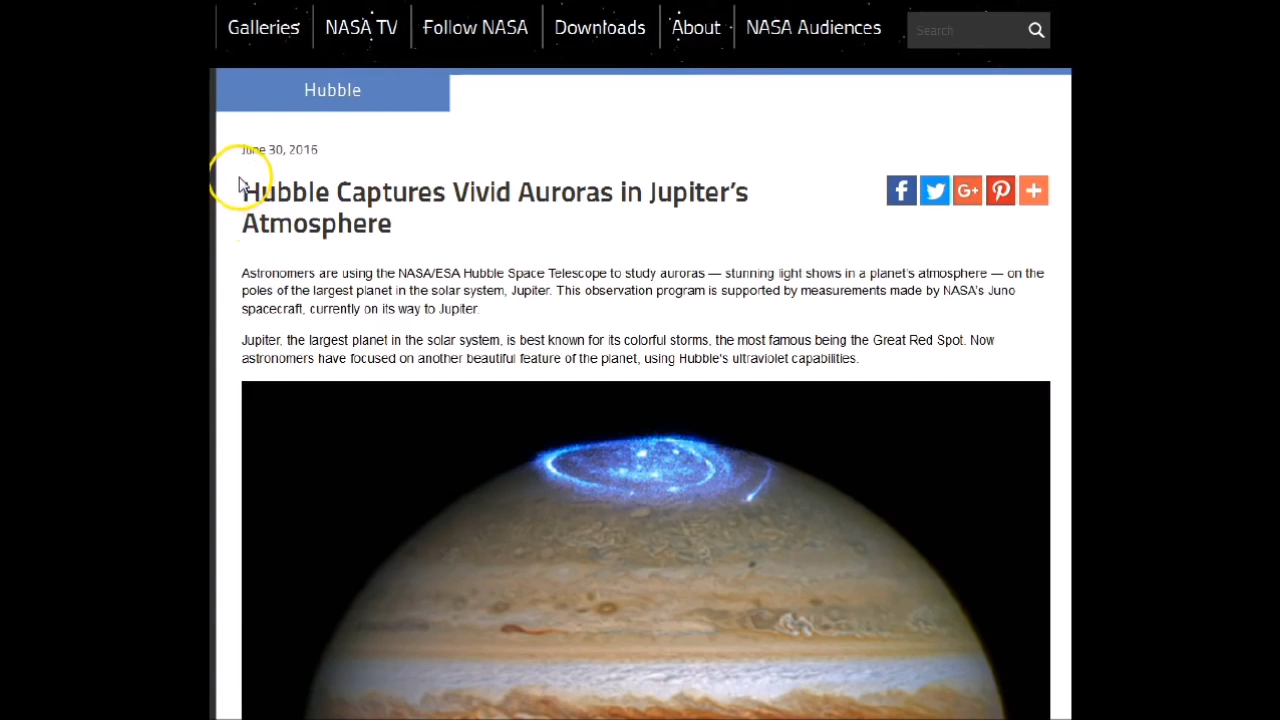 Galleries NASA TV Follow NASA Downloads About NASA Audiences Search
Hubble
June 30, 2016
Hubble Captures Vivid Auroras in Jupiter's
Atmosphere
Astronomers are using the NASA/ESA Hubble Space Telescope to study auroras — stunning light shows in a planet's atmosphere — on the
poles of the largest planet in the solar system, Jupiter. This observation program is supported by measurements made by NASA's Juno
spacecraft, currently on its way to Jupiter.
Jupiter, the largest planet in the solar system, is best known for its colorful storms, the most famous being the Great Red Spot. Now
astronomers have focused on another beautiful feature of the planet, using Hubble's ultraviolet capabilities.